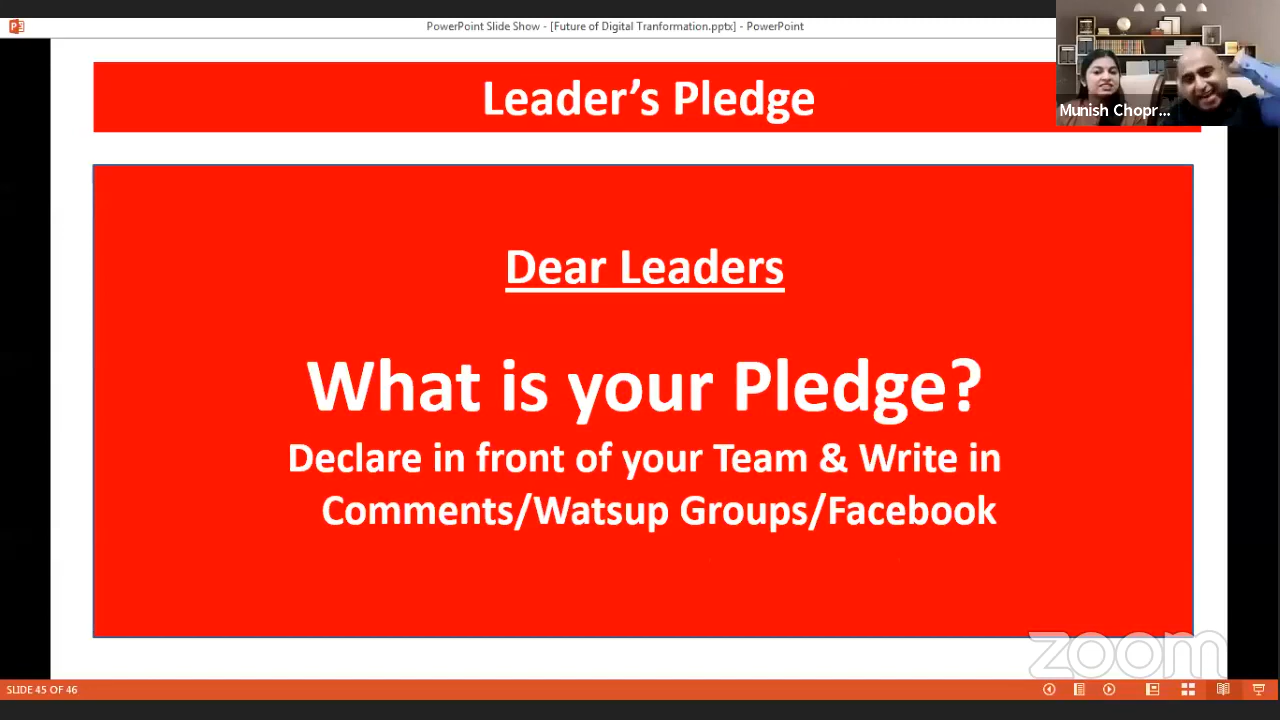 PowerPoint Slide Show - [Future of Digital Tranformation.pptx] - PowerPoint
Leader's Pledge
Munish Chopr...
Dear Leaders
What is your Pledge?
Declare in front of your Team & Write in
Comments/Watsup Groups/Facebook
zoom
SLIDE 45 OF 46